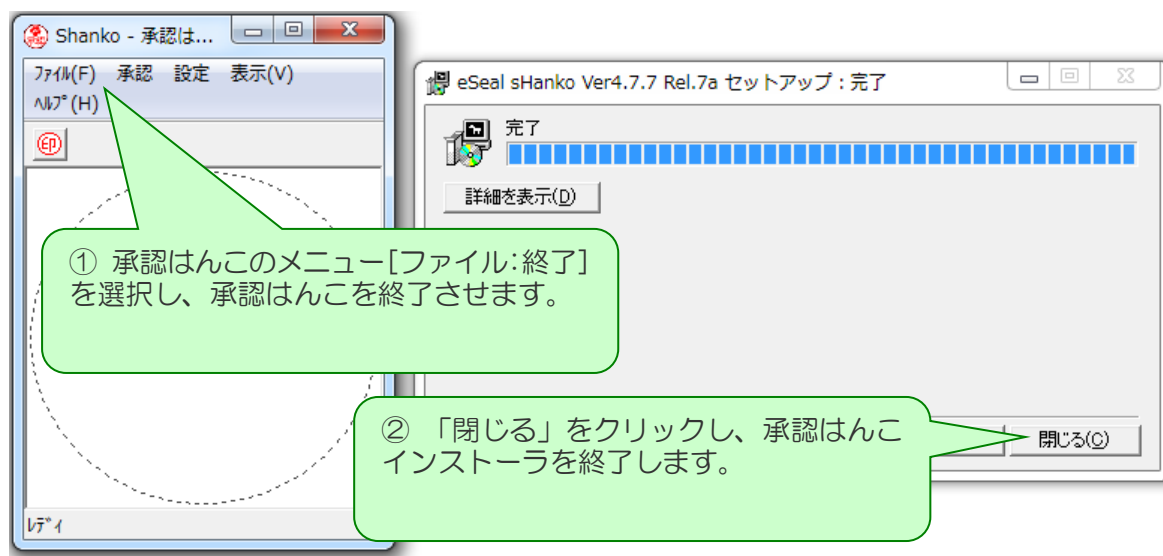 Shanko - 承認は...
ﾌｧｲﾙ(F) 承認 設定 表示(V)
ﾍﾙﾌﾟ(H)
印
① 承認はんこのメニュー[ファイル:終了]
を選択し、承認はんこを終了させます。
ﾚﾃﾞｨ
eSeal sHanko Ver4.7.7 Rel.7a セットアップ : 完了
完了
詳細を表示(D)
② 「閉じる」をクリックし、承認はんこ
インストーラを終了します。
閉じる(C)